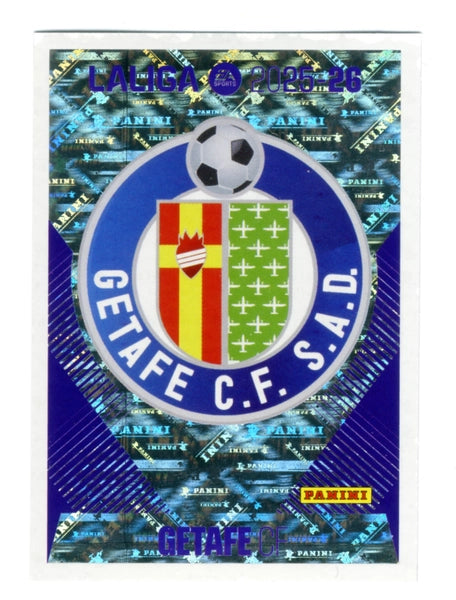 LALIGA EA SPORTS 2025-26
GETAFE C.F. S.A.D.
PANINI
GETAFE CF